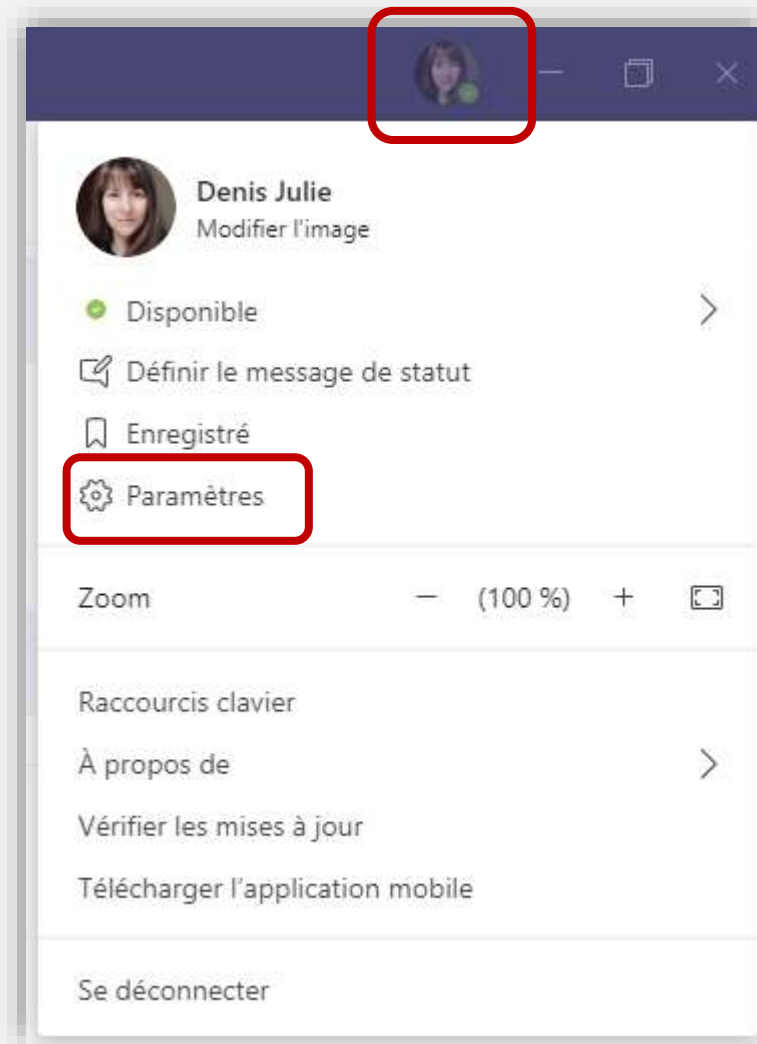 Denis Julie
Modifier l'image
Disponible
Définir le message de statut
Enregistré
Paramètres
Zoom — (100 %) +
Raccourcis clavier
À propos de
Vérifier les mises à jour
Télécharger l'application mobile
Se déconnecter